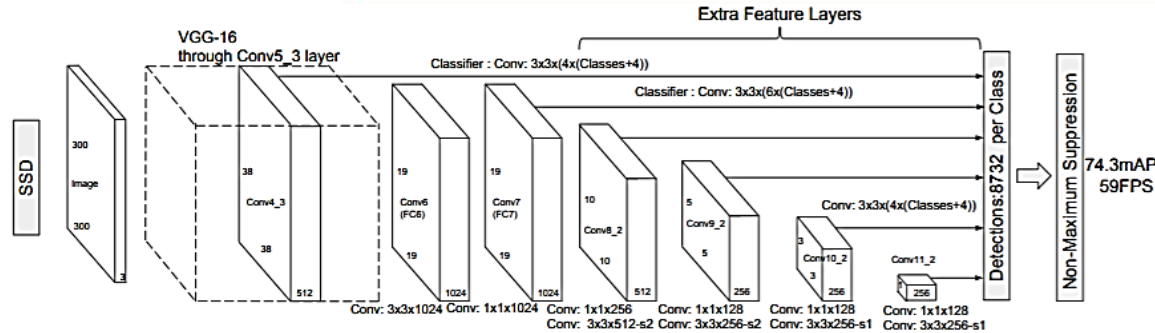 Extra Feature Layers
VGG-16
through Conv5_3 layer
Classifier : Conv: 3x3x(4x(Classes+4))
Classifier : Conv: 3x3x(6x(Classes+4))
SSD
300
Image
300
3
38
Conv4_3
38
512
19
Conv6
(FC6)
19
1024
19
Conv7
(FC7)
19
1024
10
Conv8_2
10
512
5
Conv9_2
5
256
Conv: 3x3x(4x(Classes+4))
3
Conv10_2
3
256
Conv11_2
1
256
Detections:8732 per Class
Non-Maximum Suppression
74.3mAP
59FPS
Conv: 3x3x1024
Conv: 1x1x1024
Conv: 1x1x256
Conv: 3x3x512-s2
Conv: 1x1x128
Conv: 3x3x256-s2
Conv: 1x1x128
Conv: 3x3x256-s1
Conv: 1x1x128
Conv: 3x3x256-s1